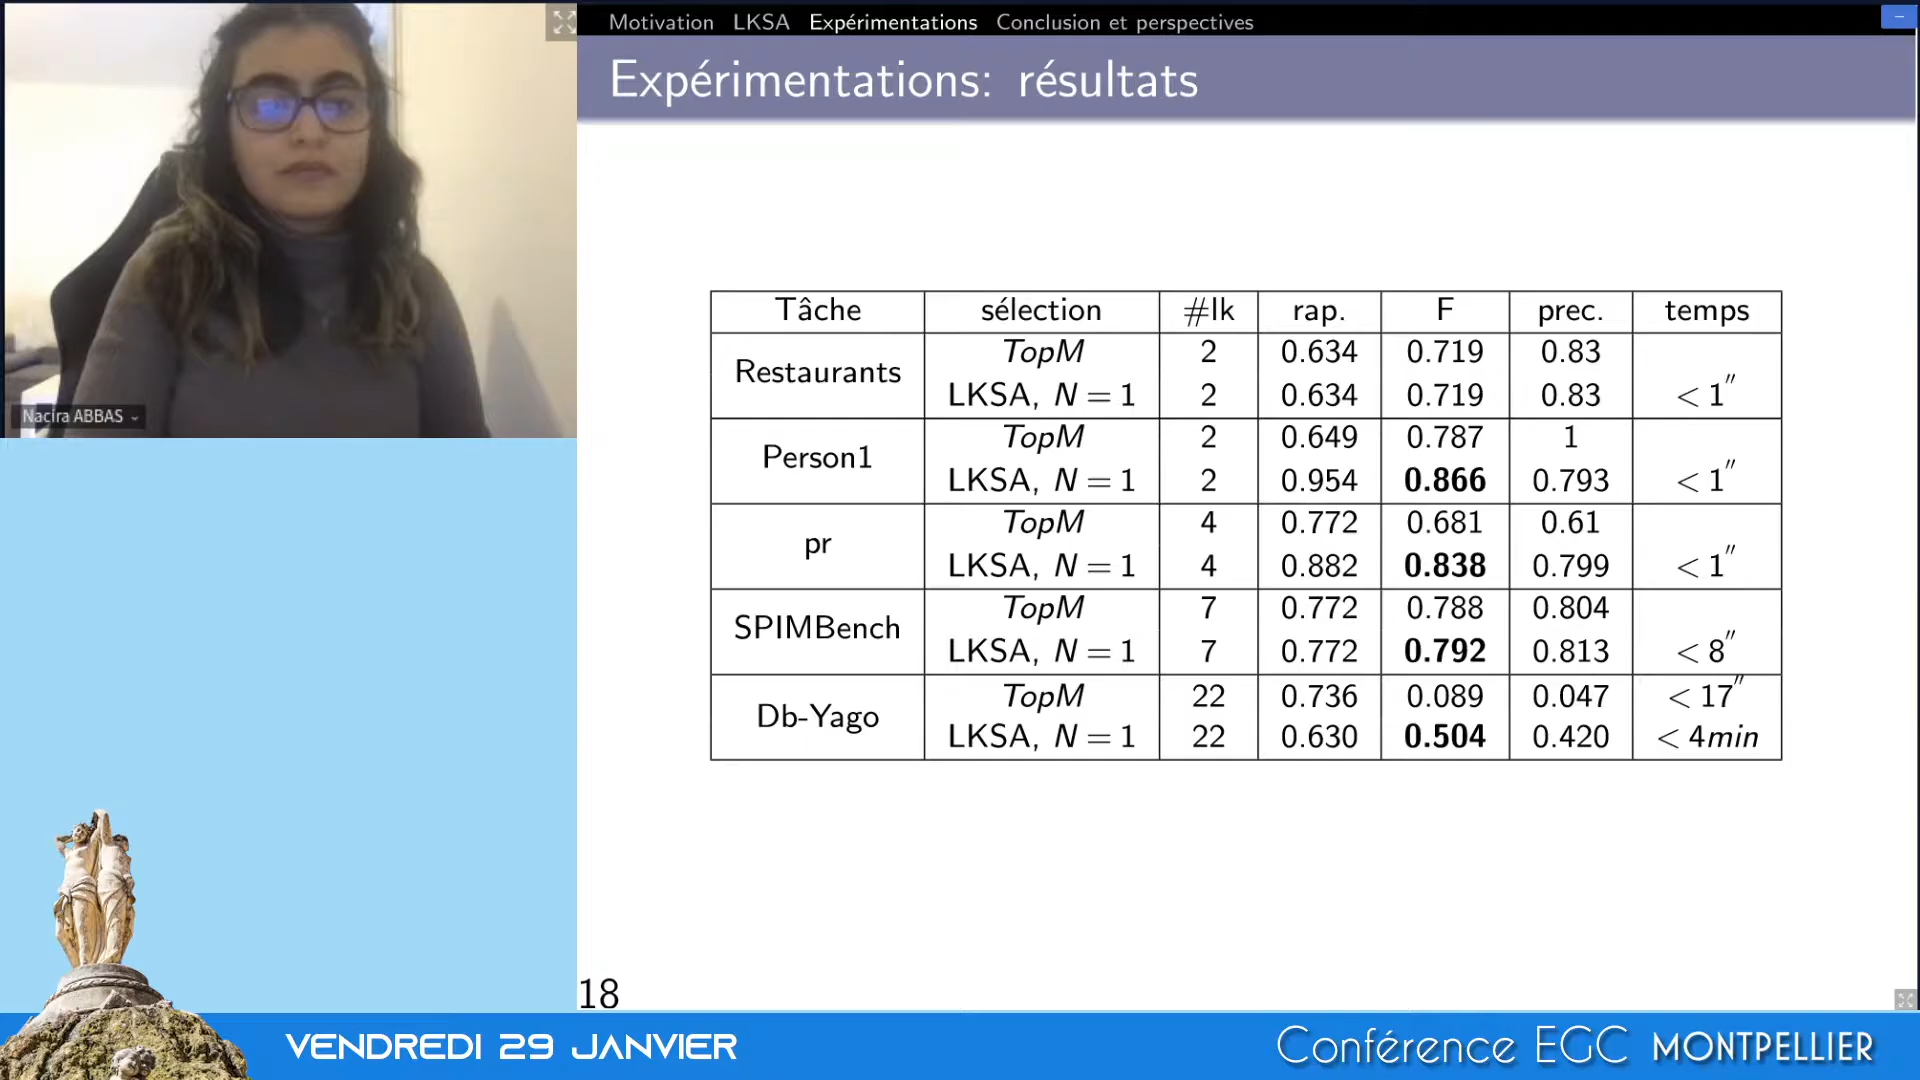 Motivation LKSA Expérimentations Conclusion et perspectives
Expérimentations: résultats
Nacira ABBAS
Tâche sélection #lk rap. F prec. temps
Restaurants TopM 2 0.634 0.719 0.83
LKSA, N = 1 2 0.634 0.719 0.83 < 1″
Person1 TopM 2 0.649 0.787 1
LKSA, N = 1 2 0.954 0.866 0.793 < 1″
pr TopM 4 0.772 0.681 0.61
LKSA, N = 1 4 0.882 0.838 0.799 < 1″
SPIMBench TopM 7 0.772 0.788 0.804
LKSA, N = 1 7 0.772 0.792 0.813 < 8″
Db-Yago TopM 22 0.736 0.089 0.047 < 17″
LKSA, N = 1 22 0.630 0.504 0.420 < 4min
18
VENDREDI 29 JANVIER
Conférence EGC MONTPELLIER